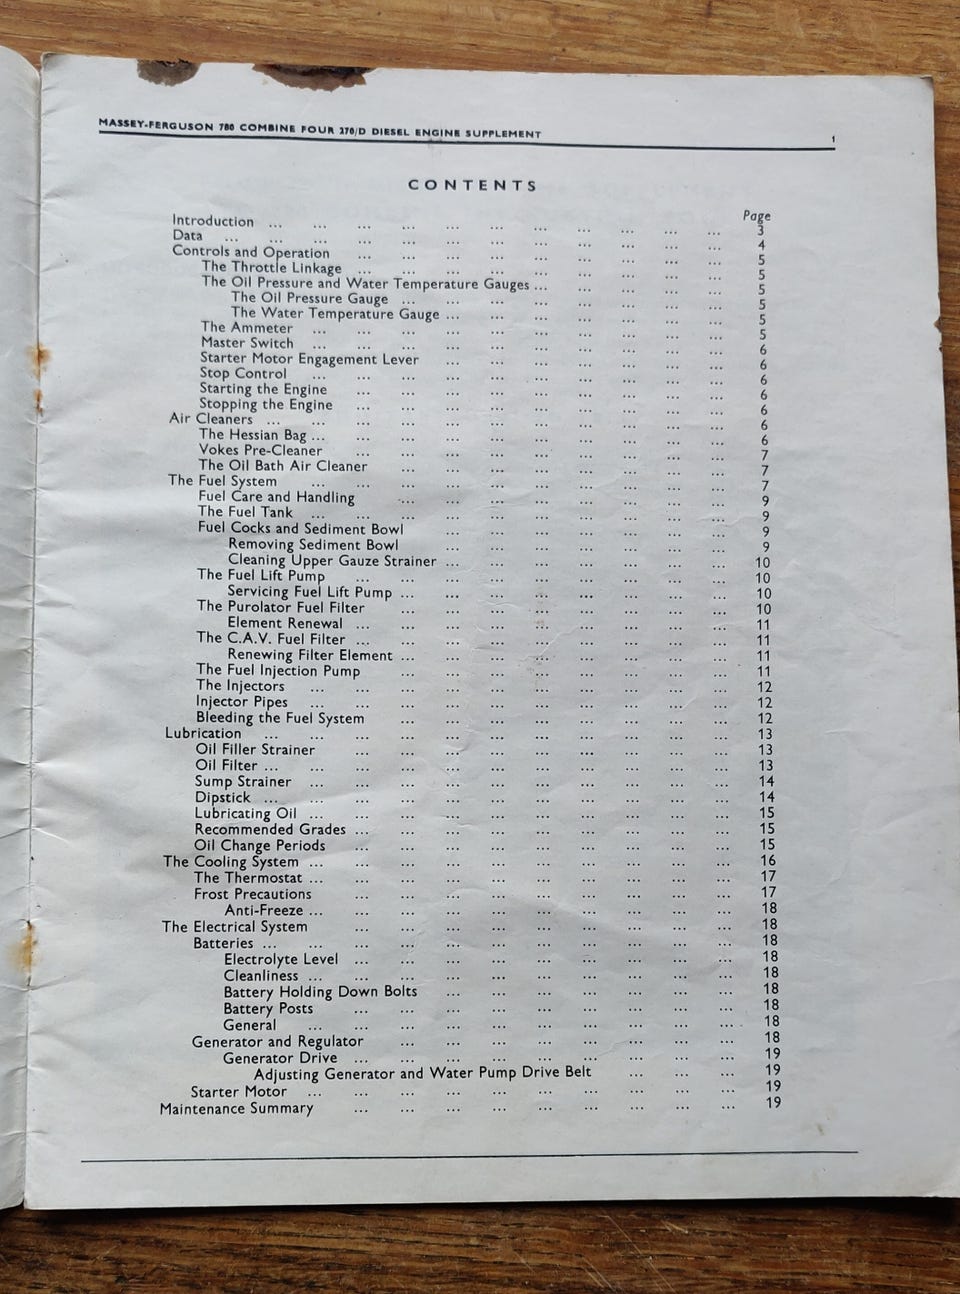 MASSEY-FERGUSON 780 COMBINE FOUR 270/D DIESEL ENGINE SUPPLEMENT 1
CONTENTS
Page
Introduction ... 3
Data ... 4
Controls and Operation ... 5
The Throttle Linkage ... 5
The Oil Pressure and Water Temperature Gauges ... 5
The Oil Pressure Gauge ... 5
The Water Temperature Gauge ... 5
The Ammeter ... 5
Master Switch ... 6
Starter Motor Engagement Lever ... 6
Stop Control ... 6
Starting the Engine ... 6
Stopping the Engine ... 6
Air Cleaners ... 6
The Hessian Bag ... 6
Vokes Pre-Cleaner ... 7
The Oil Bath Air Cleaner ... 7
The Fuel System ... 7
Fuel Care and Handling ... 9
The Fuel Tank ... 9
Fuel Cocks and Sediment Bowl ... 9
Removing Sediment Bowl ... 9
Cleaning Upper Gauze Strainer ... 10
The Fuel Lift Pump ... 10
Servicing Fuel Lift Pump ... 10
The Purolator Fuel Filter ... 10
Element Renewal ... 11
The C.A.V. Fuel Filter ... 11
Renewing Filter Element ... 11
The Fuel Injection Pump ... 11
The Injectors ... 12
Injector Pipes ... 12
Bleeding the Fuel System ... 12
Lubrication ... 13
Oil Filler Strainer ... 13
Oil Filter ... 13
Sump Strainer ... 14
Dipstick ... 14
Lubricating Oil ... 15
Recommended Grades ... 15
Oil Change Periods ... 15
The Cooling System ... 16
The Thermostat ... 17
Frost Precautions ... 17
Anti-Freeze ... 18
The Electrical System ... 18
Batteries ... 18
Electrolyte Level ... 18
Cleanliness ... 18
Battery Holding Down Bolts ... 18
Battery Posts ... 18
General ... 18
Generator and Regulator ... 18
Generator Drive ... 19
Adjusting Generator and Water Pump Drive Belt ... 19
Starter Motor ... 19
Maintenance Summary ... 19